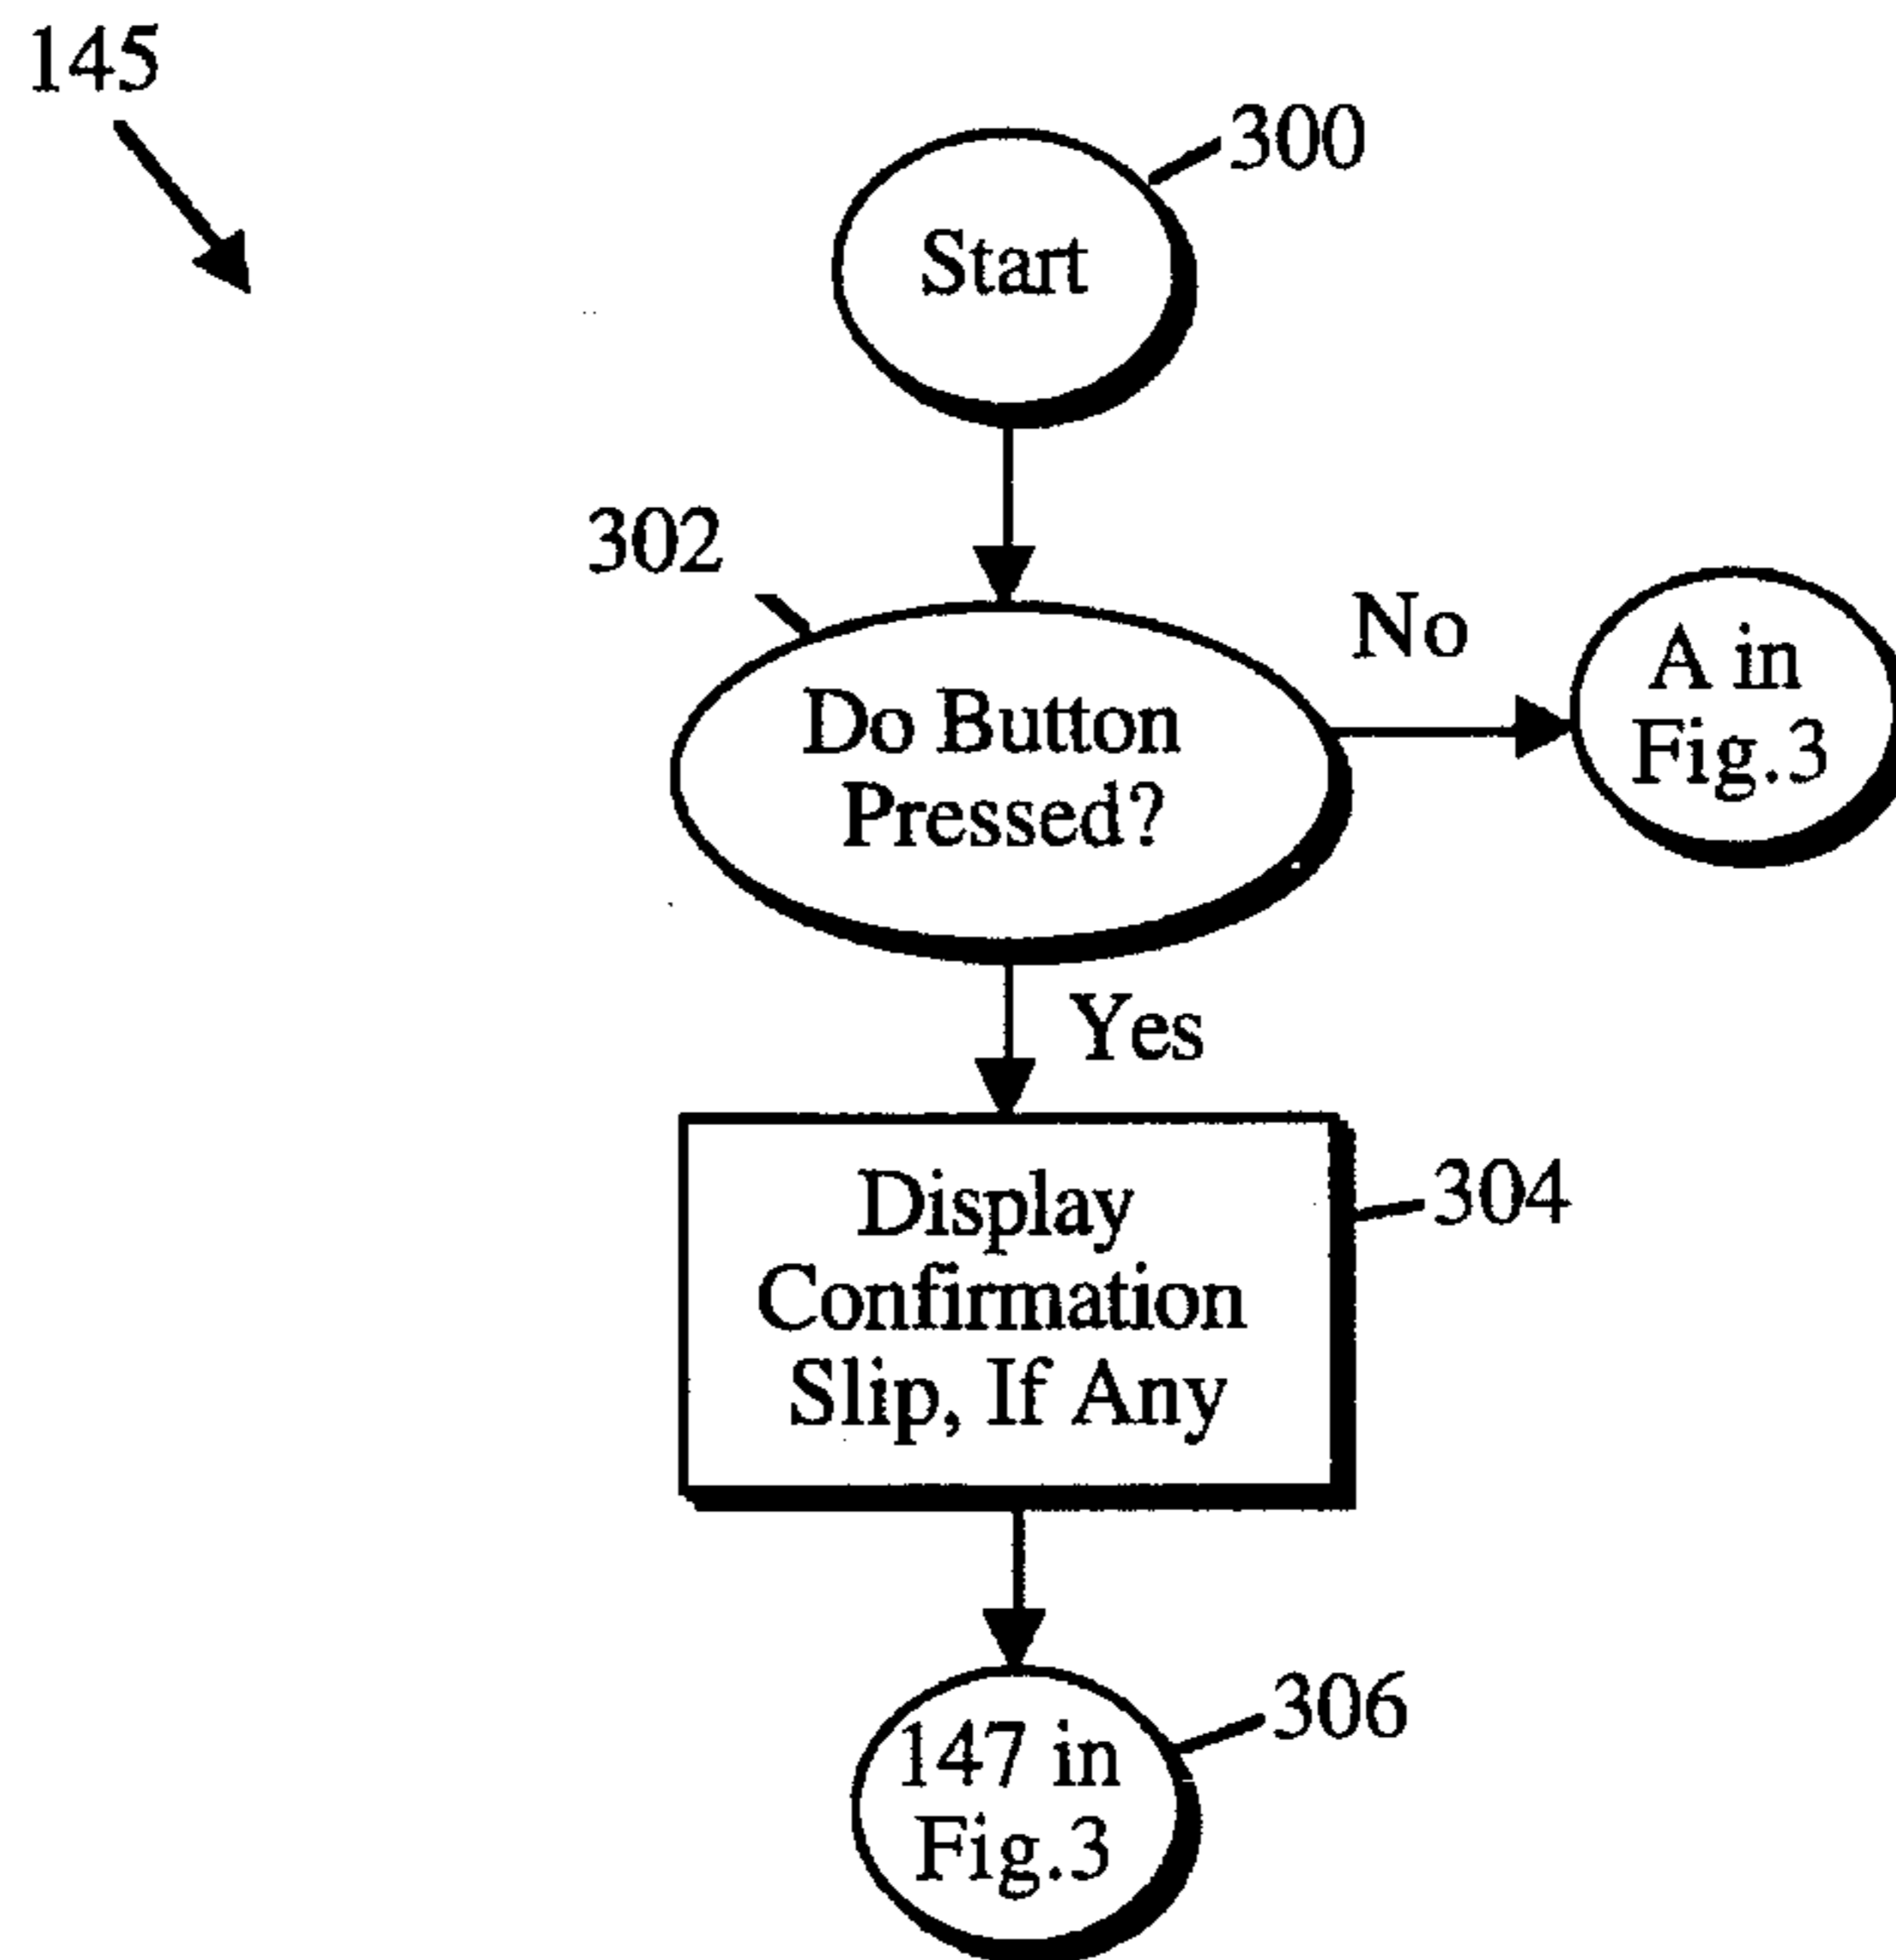 145
300
Start
302
Do Button
Pressed?
No
A in
Fig.3
Yes
Display
Confirmation
Slip, If Any
304
306
147 in
Fig.3